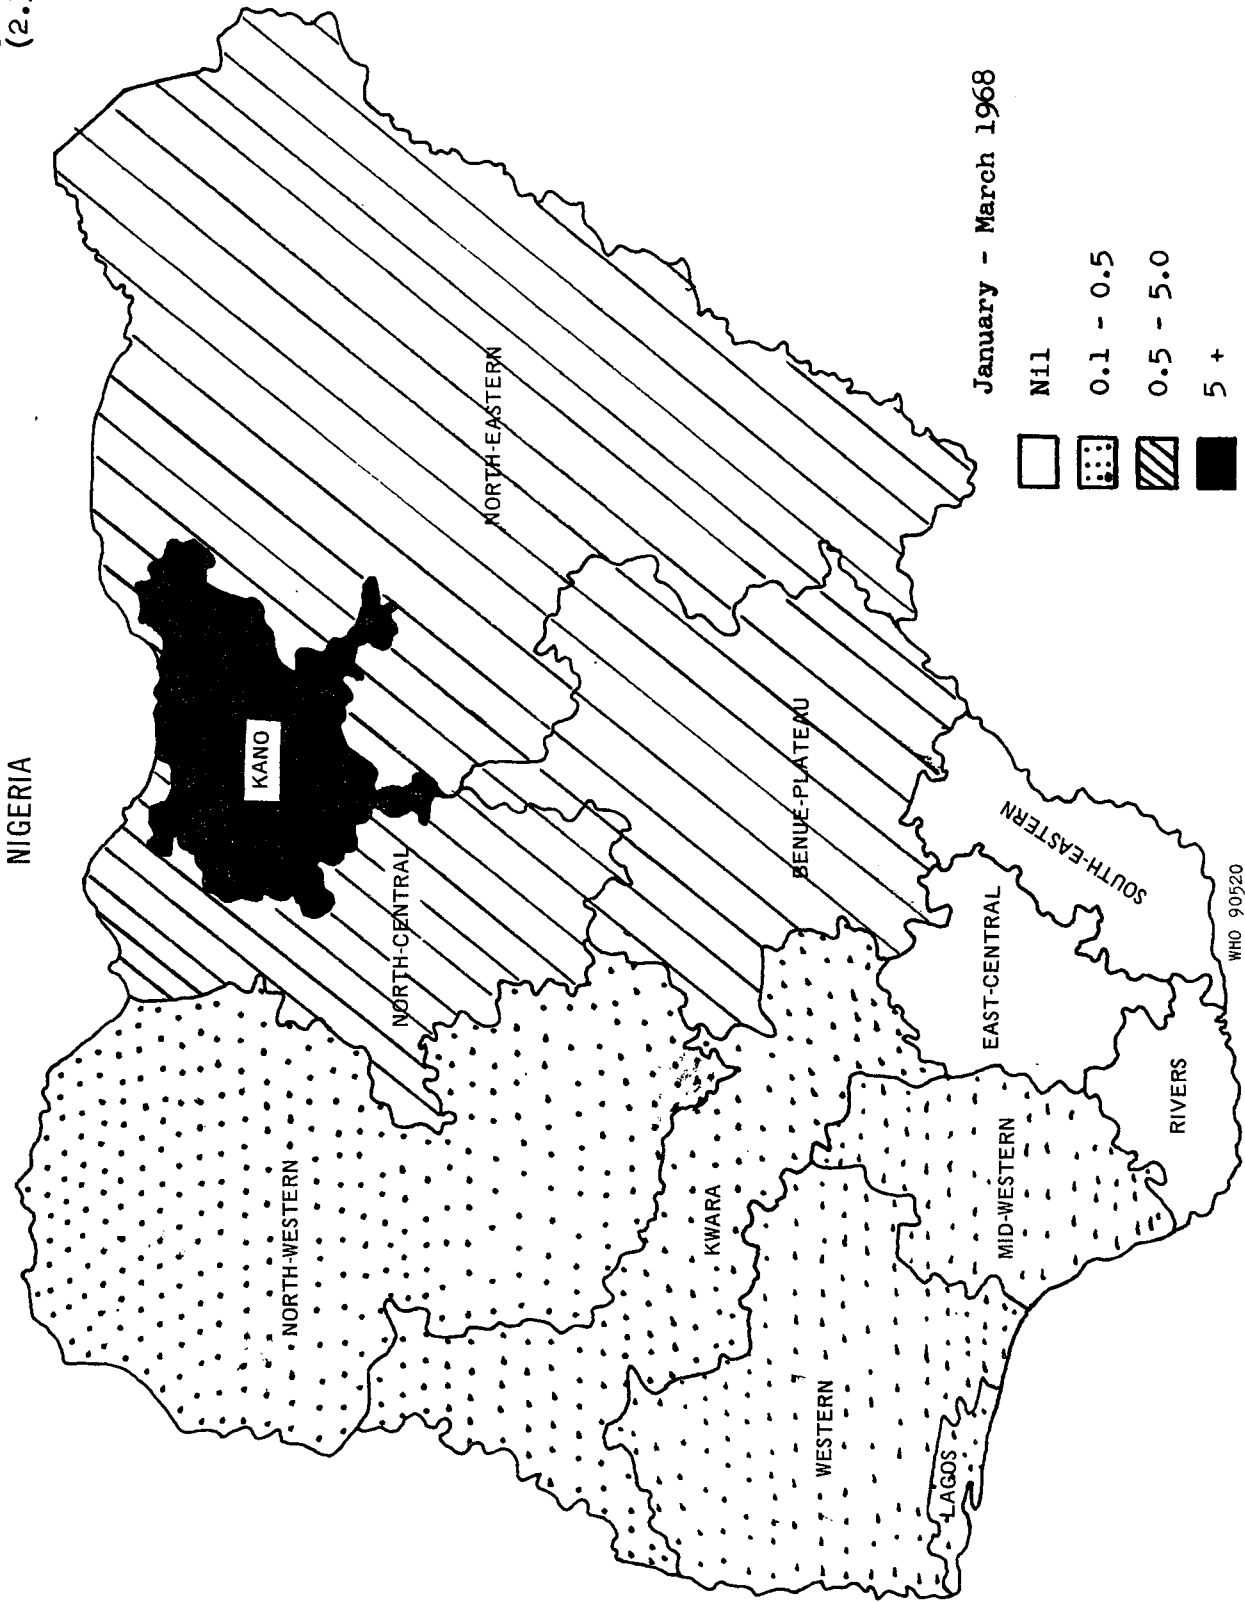 (2.
NIGERIA
KANO
NORTH-EASTERN
NORTH-CENTRAL
NORTH-WESTERN
BENUE-PLATEAU
KWARA
WESTERN
LAGOS
MID-WESTERN
EAST-CENTRAL
SOUTH-EASTERN
RIVERS
January - March 1968
Nil
0.1 - 0.5
0.5 - 5.0
5 +
WHO 90520